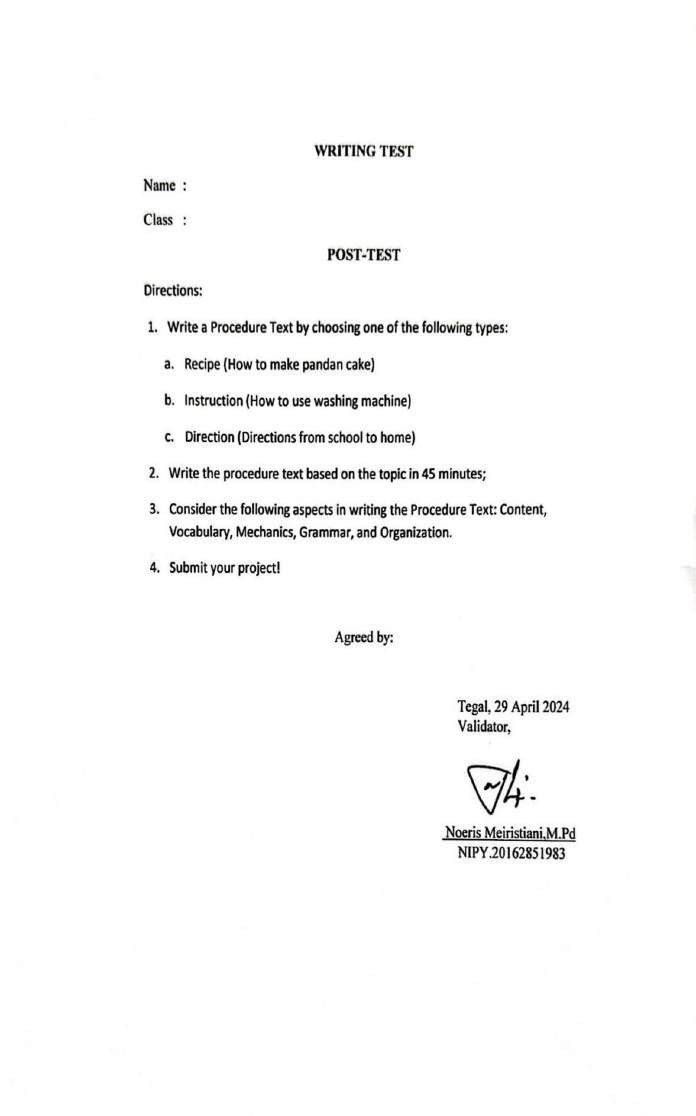 WRITING TEST
Name :
Class :
POST-TEST
Directions:
1. Write a Procedure Text by choosing one of the following types:
a. Recipe (How to make pandan cake)
b. Instruction (How to use washing machine)
c. Direction (Directions from school to home)
2. Write the procedure text based on the topic in 45 minutes;
3. Consider the following aspects in writing the Procedure Text: Content,
Vocabulary, Mechanics, Grammar, and Organization.
4. Submit your project!
Agreed by:
Tegal, 29 April 2024
Validator,
Noeris Meiristiani,M.Pd
NIPY.20162851983